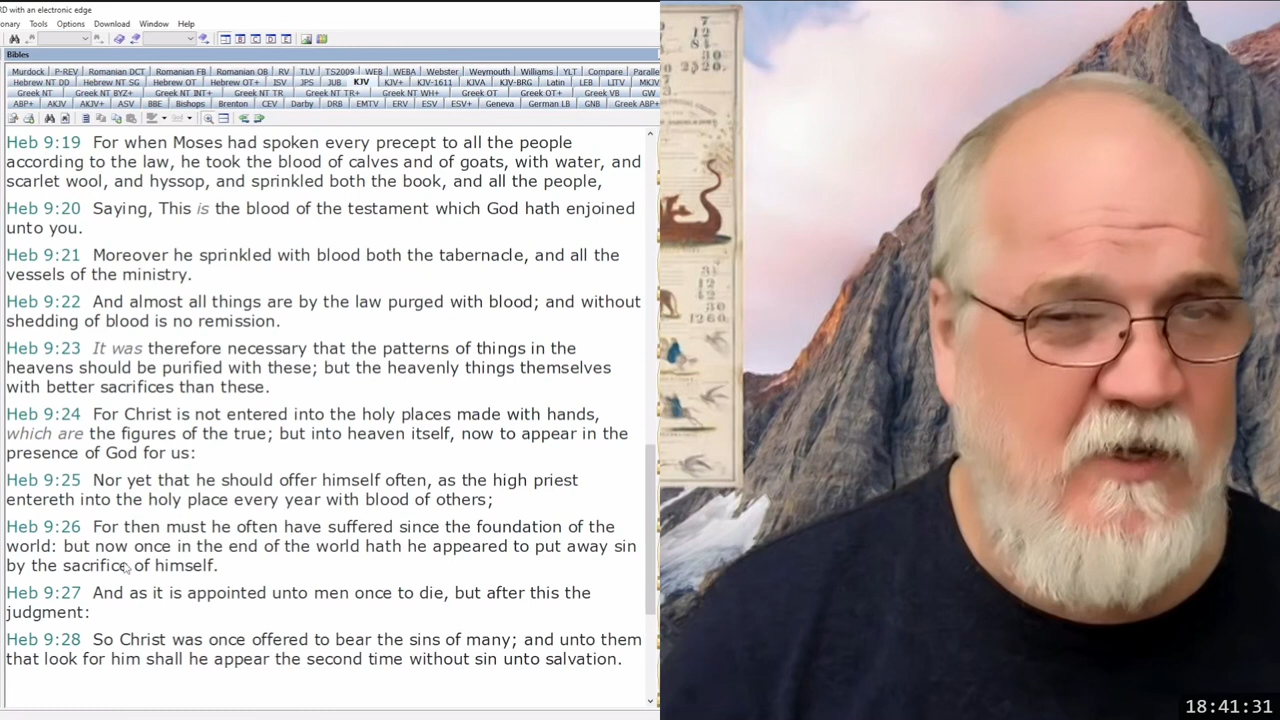 RD with an electronic edge
onary Tools Options Download Window Help
Bibles
Murdock P-REV Romanian DCT Romanian FB Romanian OB RV TLV TS2009 WEB WEBA Webster Weymouth Williams YLT Compare Paralle
Hebrew NT DD Hebrew NT SG Hebrew OT Hebrew OT+ ISV JPS JUB KJV KJV+ KJV-1611 KJVA KJV-BRG Latin LEB LITV MKJV
Greek NT Greek NT BYZ+ Greek NT INT+ Greek NT TR Greek NT TR+ Greek NT WH+ Greek OT Greek OT+ Greek VB GW
ABP+ AKJV AKJV+ ASV BBE Bishops Brenton CEV Darby DRB EMTV ERV ESV ESV+ Geneva German LB GNB Greek ABP+
Heb 9:19 For when Moses had spoken every precept to all the people
according to the law, he took the blood of calves and of goats, with water, and
scarlet wool, and hyssop, and sprinkled both the book, and all the people,
Heb 9:20 Saying, This is the blood of the testament which God hath enjoined
unto you.
Heb 9:21 Moreover he sprinkled with blood both the tabernacle, and all the
vessels of the ministry.
Heb 9:22 And almost all things are by the law purged with blood; and without
shedding of blood is no remission.
Heb 9:23 It was therefore necessary that the patterns of things in the
heavens should be purified with these; but the heavenly things themselves
with better sacrifices than these.
Heb 9:24 For Christ is not entered into the holy places made with hands,
which are the figures of the true; but into heaven itself, now to appear in the
presence of God for us:
Heb 9:25 Nor yet that he should offer himself often, as the high priest
entereth into the holy place every year with blood of others;
Heb 9:26 For then must he often have suffered since the foundation of the
world: but now once in the end of the world hath he appeared to put away sin
by the sacrifice of himself.
Heb 9:27 And as it is appointed unto men once to die, but after this the
judgment:
Heb 9:28 So Christ was once offered to bear the sins of many; and unto them
that look for him shall he appear the second time without sin unto salvation.
7
12
30
2520.
12
30
1260
18:41:31